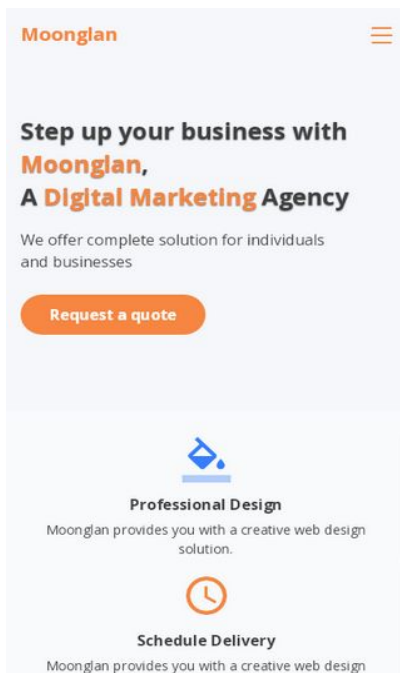 Moonglan
Step up your business with
Moonglan,
A Digital Marketing Agency
We offer complete solution for individuals
and businesses
Request a quote
Professional Design
Moonglan provides you with a creative web design
solution.
Schedule Delivery
Moonglan provides you with a creative web design